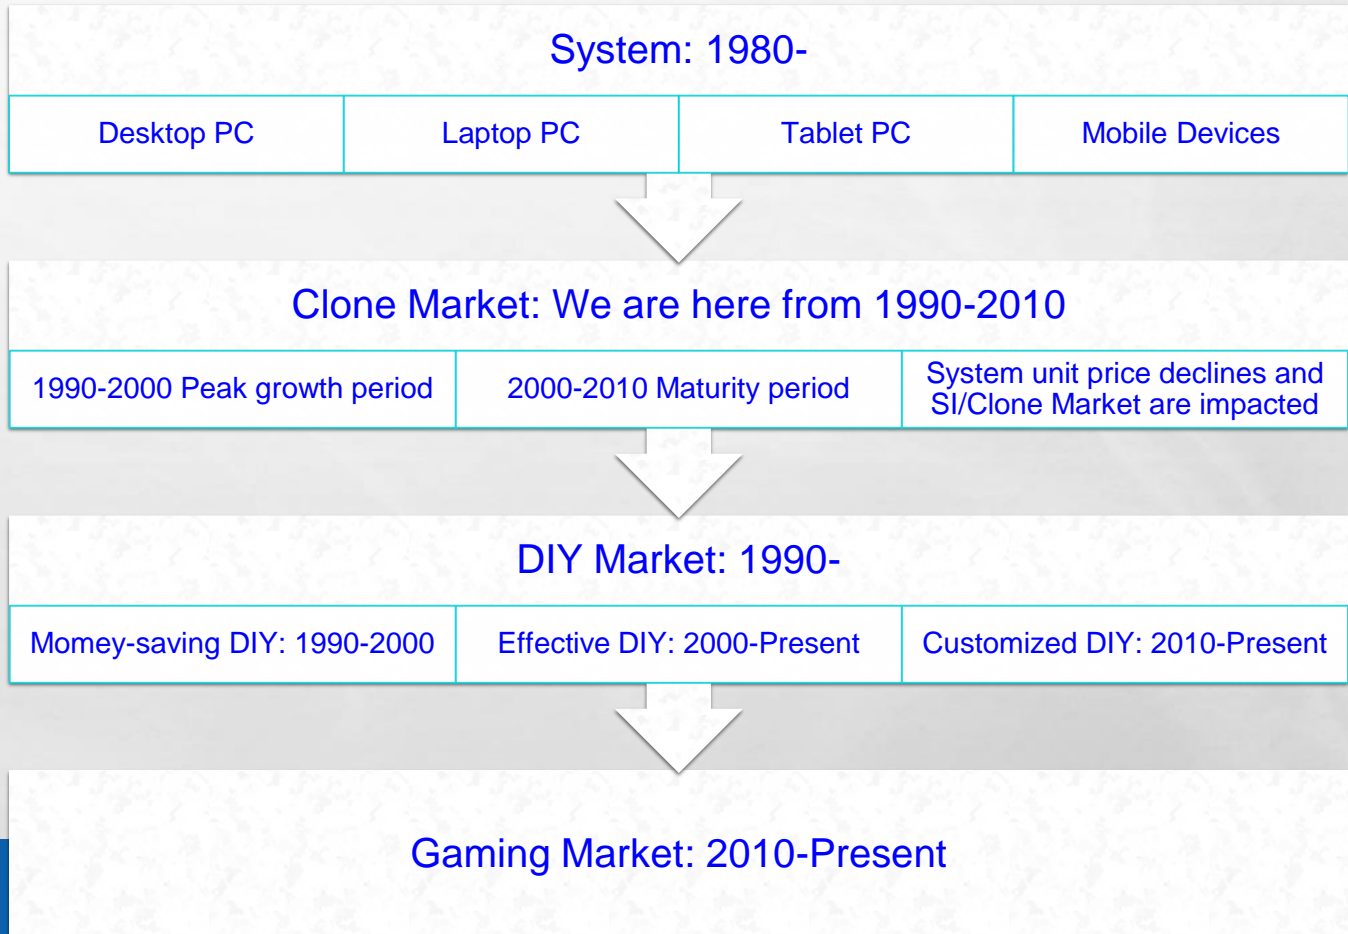 System: 1980-
Desktop PC
Laptop PC
Tablet PC
Mobile Devices
Clone Market: We are here from 1990-2010
1990-2000 Peak growth period
2000-2010 Maturity period
System unit price declines and
SI/Clone Market are impacted
DIY Market: 1990-
Momey-saving DIY: 1990-2000
Effective DIY: 2000-Present
Customized DIY: 2010-Present
Gaming Market: 2010-Present